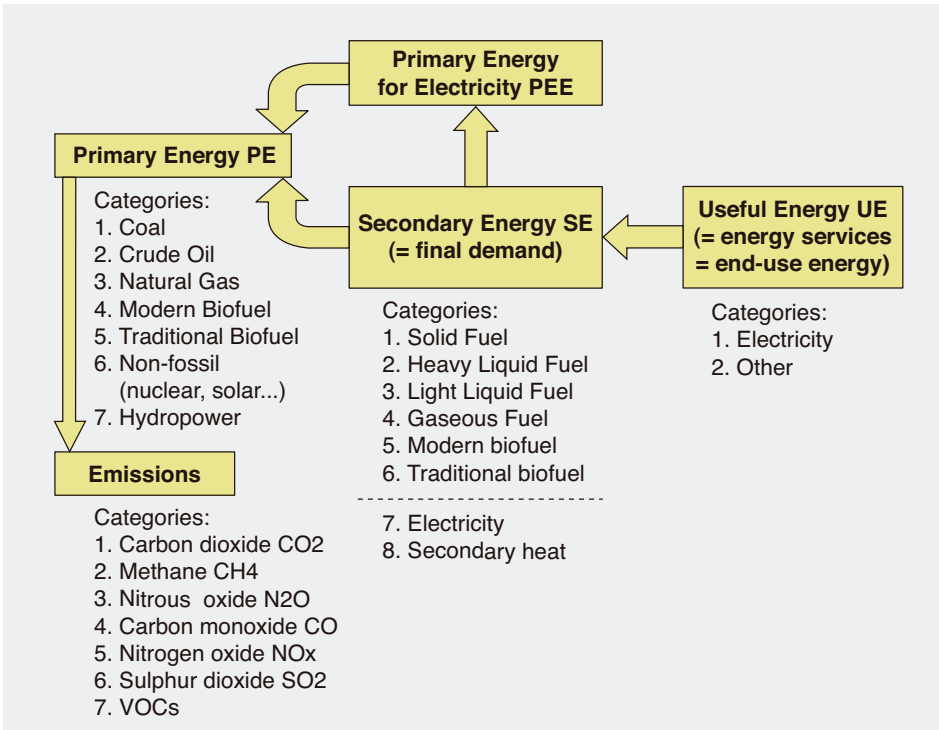 Primary Energy
for Electricity PEE
Primary Energy PE
Categories:
1. Coal
2. Crude Oil
3. Natural Gas
4. Modern Biofuel
5. Traditional Biofuel
6. Non-fossil
(nuclear, solar...)
7. Hydropower
Secondary Energy SE
(= final demand)
Categories:
1. Solid Fuel
2. Heavy Liquid Fuel
3. Light Liquid Fuel
4. Gaseous Fuel
5. Modern biofuel
6. Traditional biofuel
7. Electricity
8. Secondary heat
Useful Energy UE
(= energy services
= end-use energy)
Categories:
1. Electricity
2. Other
Emissions
Categories:
1. Carbon dioxide CO2
2. Methane CH4
3. Nitrous oxide N2O
4. Carbon monoxide CO
5. Nitrogen oxide NOx
6. Sulphur dioxide SO2
7. VOCs